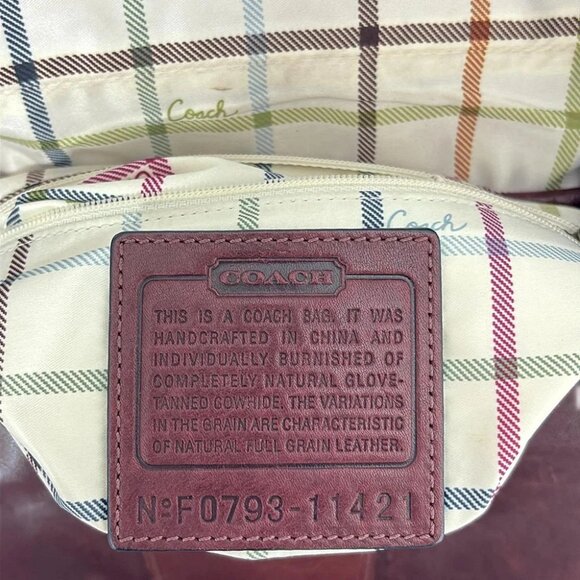 Coach
Coach
COACH
THIS IS A COACH BAG. IT WAS
HANDCRAFTED IN CHINA AND
INDIVIDUALLY BURNISHED OF
COMPLETELY NATURAL GLOVE-
TANNED COWHIDE. THE VARIATIONS
IN THE GRAIN ARE CHARACTERISTIC
OF NATURAL FULL GRAIN LEATHER.
NºF0793-11421